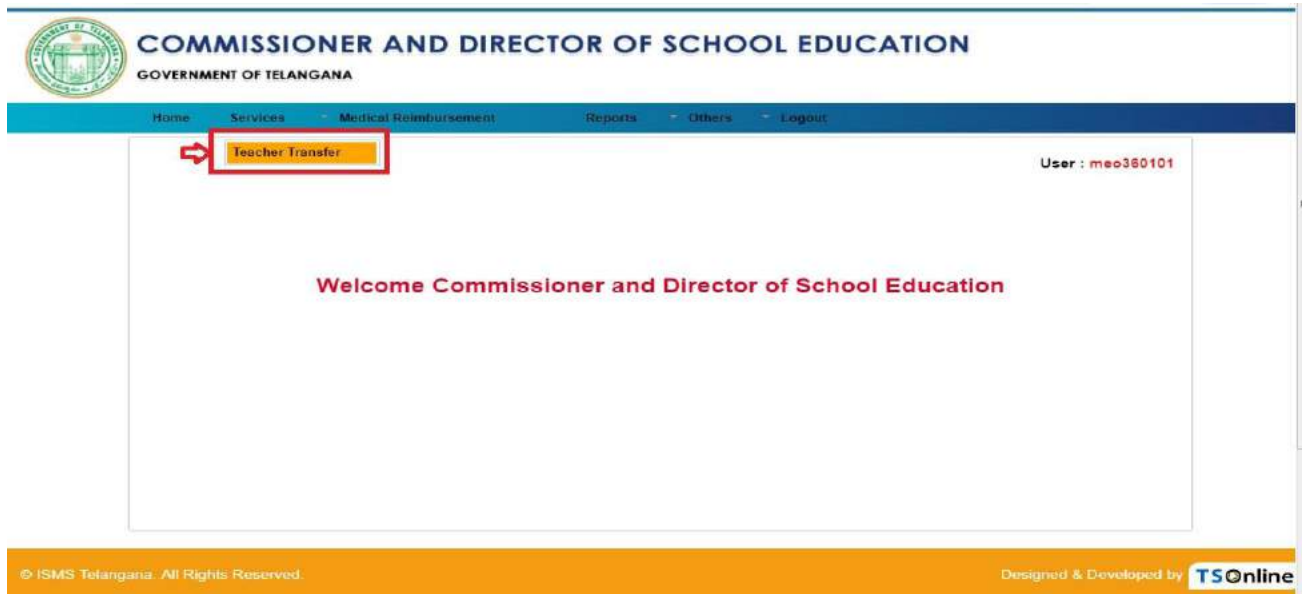 COMMISSIONER AND DIRECTOR OF SCHOOL EDUCATION
GOVERNMENT OF TELANGANA
Home Services Medical Reimbursement Reports Others Logout
Teacher Transfer
User : meo360101
Welcome Commissioner and Director of School Education
© ISMS Telangana. All Rights Reserved.
Designed & Developed by TSOnline